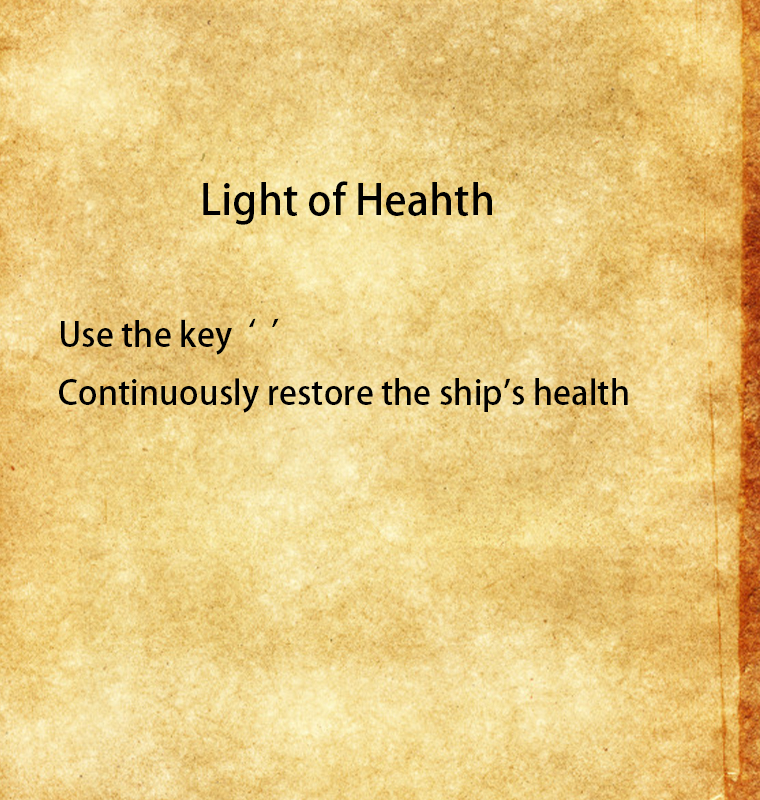 Light of Heahth
Use the key ‘ ’
Continuously restore the ship’s health